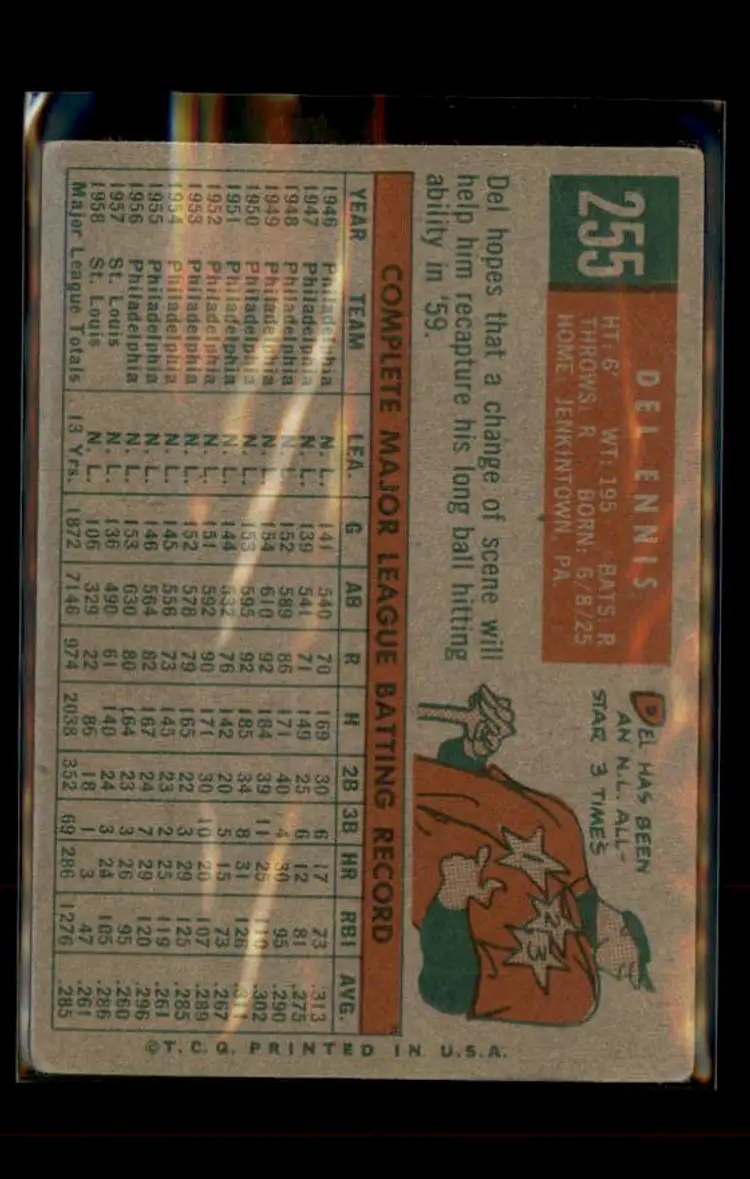 255
DEL ENNIS
HT: 6' WT: 195 BATS: R
THROWS: R BORN: 6/8/25
HOME: JENKINTOWN, PA.
DEL HAS BEEN
AN N.L. ALL-
STAR 3 TIMES
1 2 3
Del hopes that a change of scene will
help him recapture his long ball hitting
ability in '59.
COMPLETE MAJOR LEAGUE BATTING RECORD
YEAR TEAM LEA. G AB R H 2B 3B HR RBI AVG.
1946 Philadelphia N. L. 141 540 70 169 30 6 17 73 .313
1947 Philadelphia N. L. 139 541 71 149 25 6 12 81 .275
1948 Philadelphia N. L. 152 589 86 171 40 4 30 95 .290
1949 Philadelphia N. L. 154 610 92 184 39 11 25 110 .302
1950 Philadelphia N. L. 153 595 92 185 34 8 31 126 .311
1951 Philadelphia N. L. 144 532 76 142 20 5 15 73 .267
1952 Philadelphia N. L. 151 592 90 171 30 10 20 107 .289
1953 Philadelphia N. L. 152 578 79 165 22 3 29 125 .285
1954 Philadelphia N. L. 145 556 73 145 23 2 25 119 .261
1955 Philadelphia N. L. 146 564 82 167 24 7 29 120 .296
1956 Philadelphia N. L. 153 630 80 164 23 3 26 95 .260
1957 St. Louis N. L. 136 490 61 140 24 3 24 105 .286
1958 St. Louis N. L. 106 329 22 86 18 1 3 47 .261
Major League Totals 13 Yrs. 1872 7146 974 2038 352 69 286 1276 .285
©T. C. G. PRINTED IN U.S.A.